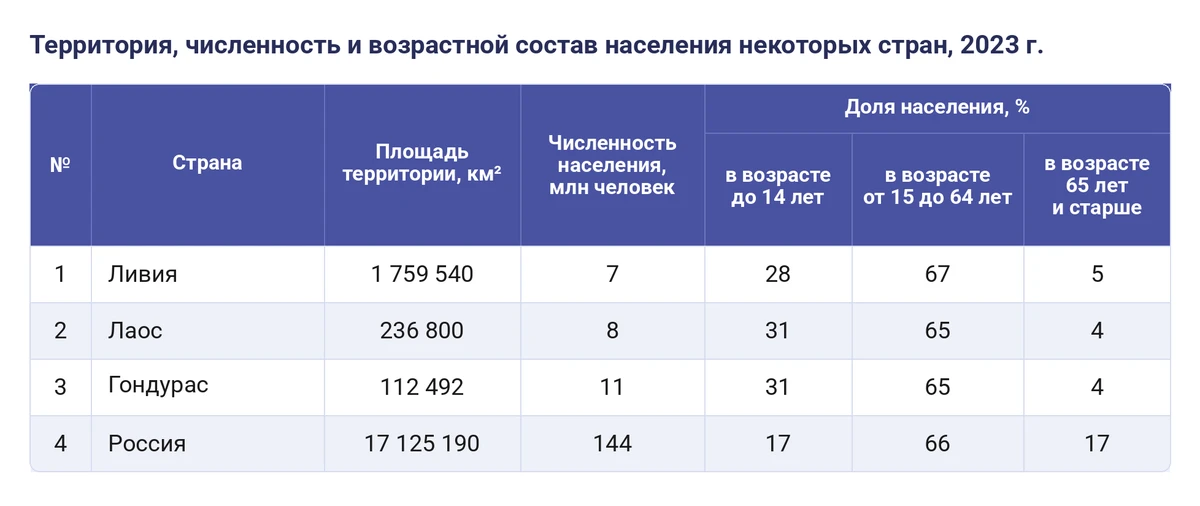 Территория, численность и возрастной состав населения некоторых стран, 2023 г.
№
Страна
Площадь
территории, км²
Численность
населения,
млн человек
Доля населения, %
в возрасте
до 14 лет
в возрасте
от 15 до 64 лет
в возрасте
65 лет
и старше
1 Ливия 1 759 540 7 28 67 5
2 Лаос 236 800 8 31 65 4
3 Гондурас 112 492 11 31 65 4
4 Россия 17 125 190 144 17 66 17